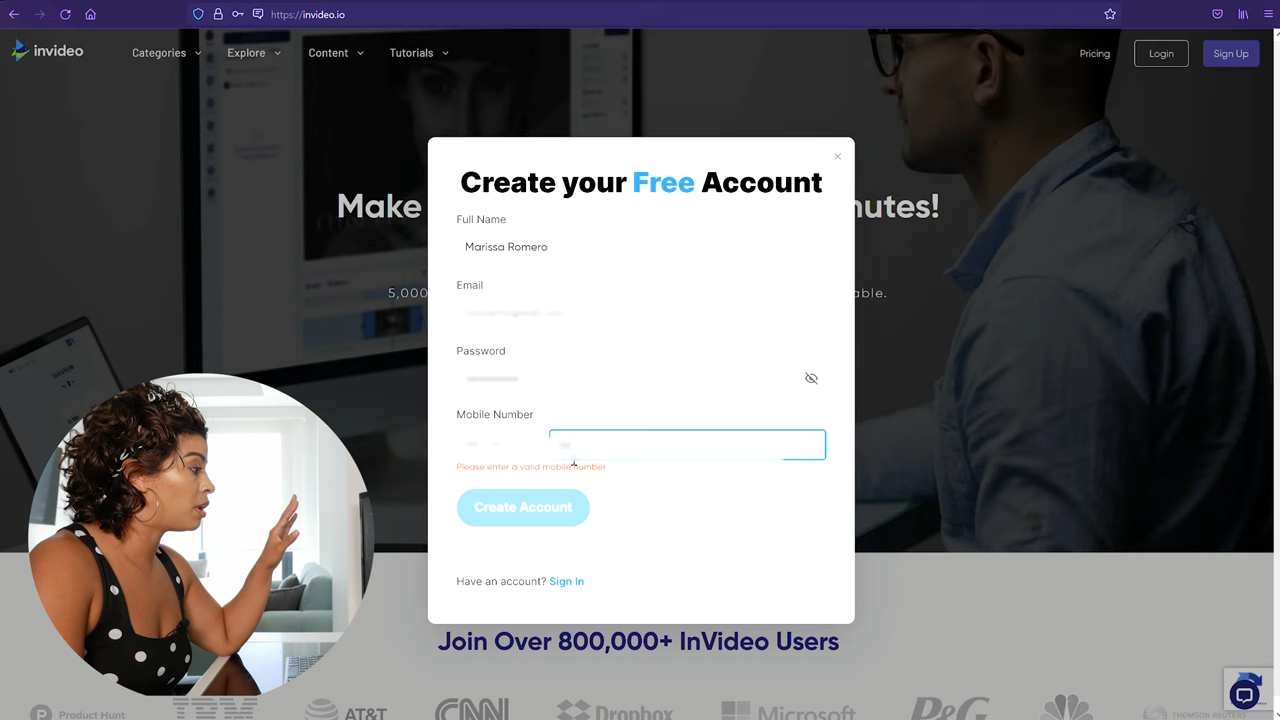 https://invideo.io
invideo
Categories
Explore
Content
Tutorials
Pricing
Login
Sign Up
Make
nutes!
5,000
able.
Create your Free Account
Full Name
Marissa Romero
Email
Password
Mobile Number
Please enter a valid mobile number
Create Account
Have an account? Sign In
Join Over 800,000+ InVideo Users
Product Hunt
IBM
AT&T
CNN
Dropbox
Microsoft
P&G
NBC
THOMSON REUTERS